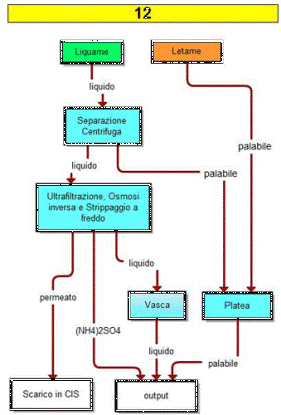 12
Liquame
Letame
liquido
Separazione
Centrifuga
palabile
liquido
palabile
Ultrafiltrazione, Osmosi
inversa e Strippaggio a
freddo
liquido
permeato
Vasca
Platea
(NH4)2SO4
liquido
palabile
Scarico in CIS
output